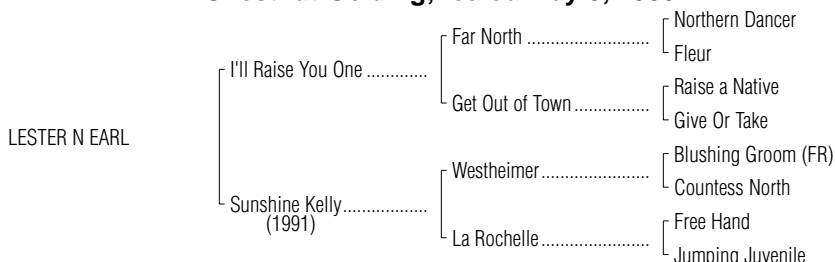 Northern Dancer
Far North ....................
Fleur
I'll Raise You One .............
Raise a Native
Get Out of Town................
Give Or Take
LESTER N EARL
Blushing Groom (FR)
Westheimer.......................
Countess North
Sunshine Kelly..................
(1991)
Free Hand
La Rochelle........................
Jumping Juvenile